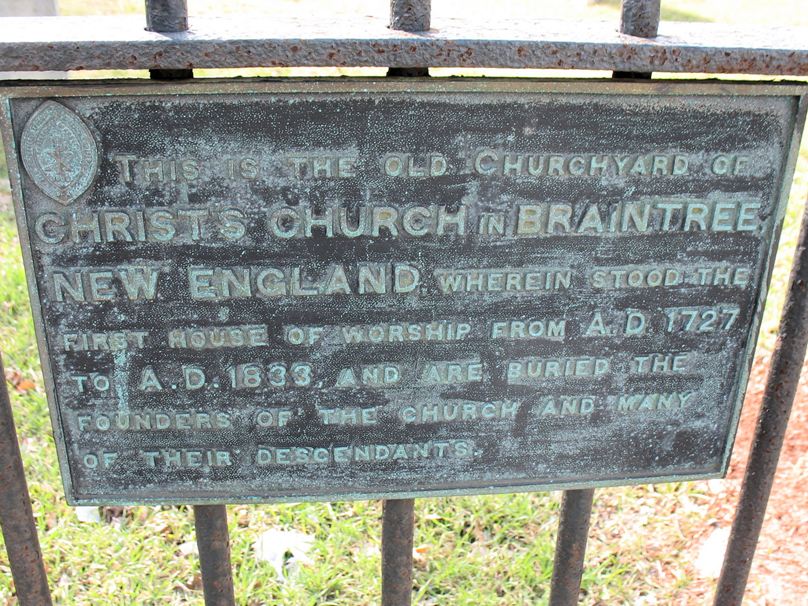 THIS IS THE OLD CHURCHYARD OF
CHRIST'S CHURCH IN BRAINTREE,
NEW ENGLAND, WHEREIN STOOD THE
FIRST HOUSE OF WORSHIP FROM A.D. 1727
TO A.D. 1833, AND ARE BURIED THE
FOUNDERS OF THE CHURCH AND MANY
OF THEIR DESCENDANTS.